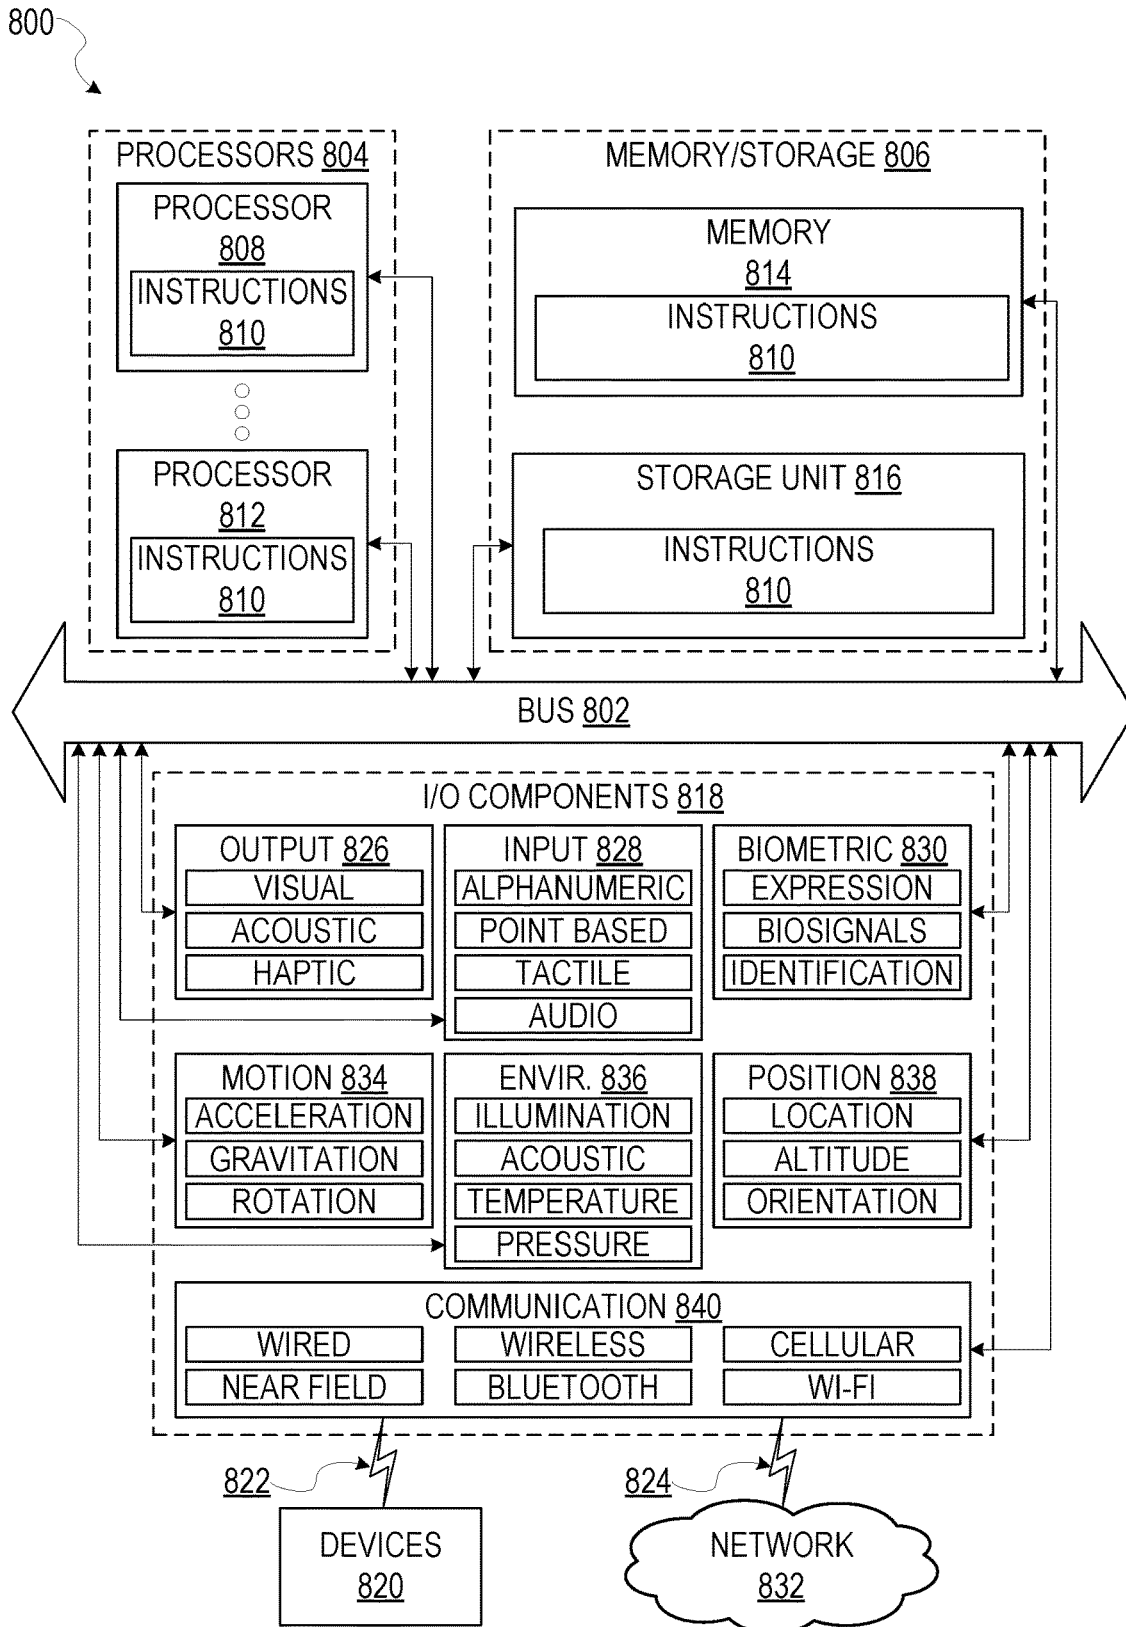 800
PROCESSORS 804
PROCESSOR
808
INSTRUCTIONS
810
PROCESSOR
812
INSTRUCTIONS
810
MEMORY/STORAGE 806
MEMORY
814
INSTRUCTIONS
810
STORAGE UNIT 816
INSTRUCTIONS
810
BUS 802
I/O COMPONENTS 818
OUTPUT 826
VISUAL
ACOUSTIC
HAPTIC
INPUT 828
ALPHANUMERIC
POINT BASED
TACTILE
AUDIO
BIOMETRIC 830
EXPRESSION
BIOSIGNALS
IDENTIFICATION
MOTION 834
ACCELERATION
GRAVITATION
ROTATION
ENVIR. 836
ILLUMINATION
ACOUSTIC
TEMPERATURE
PRESSURE
POSITION 838
LOCATION
ALTITUDE
ORIENTATION
COMMUNICATION 840
WIRED
WIRELESS
CELLULAR
NEAR FIELD
BLUETOOTH
WI-FI
822
824
DEVICES
820
NETWORK
832